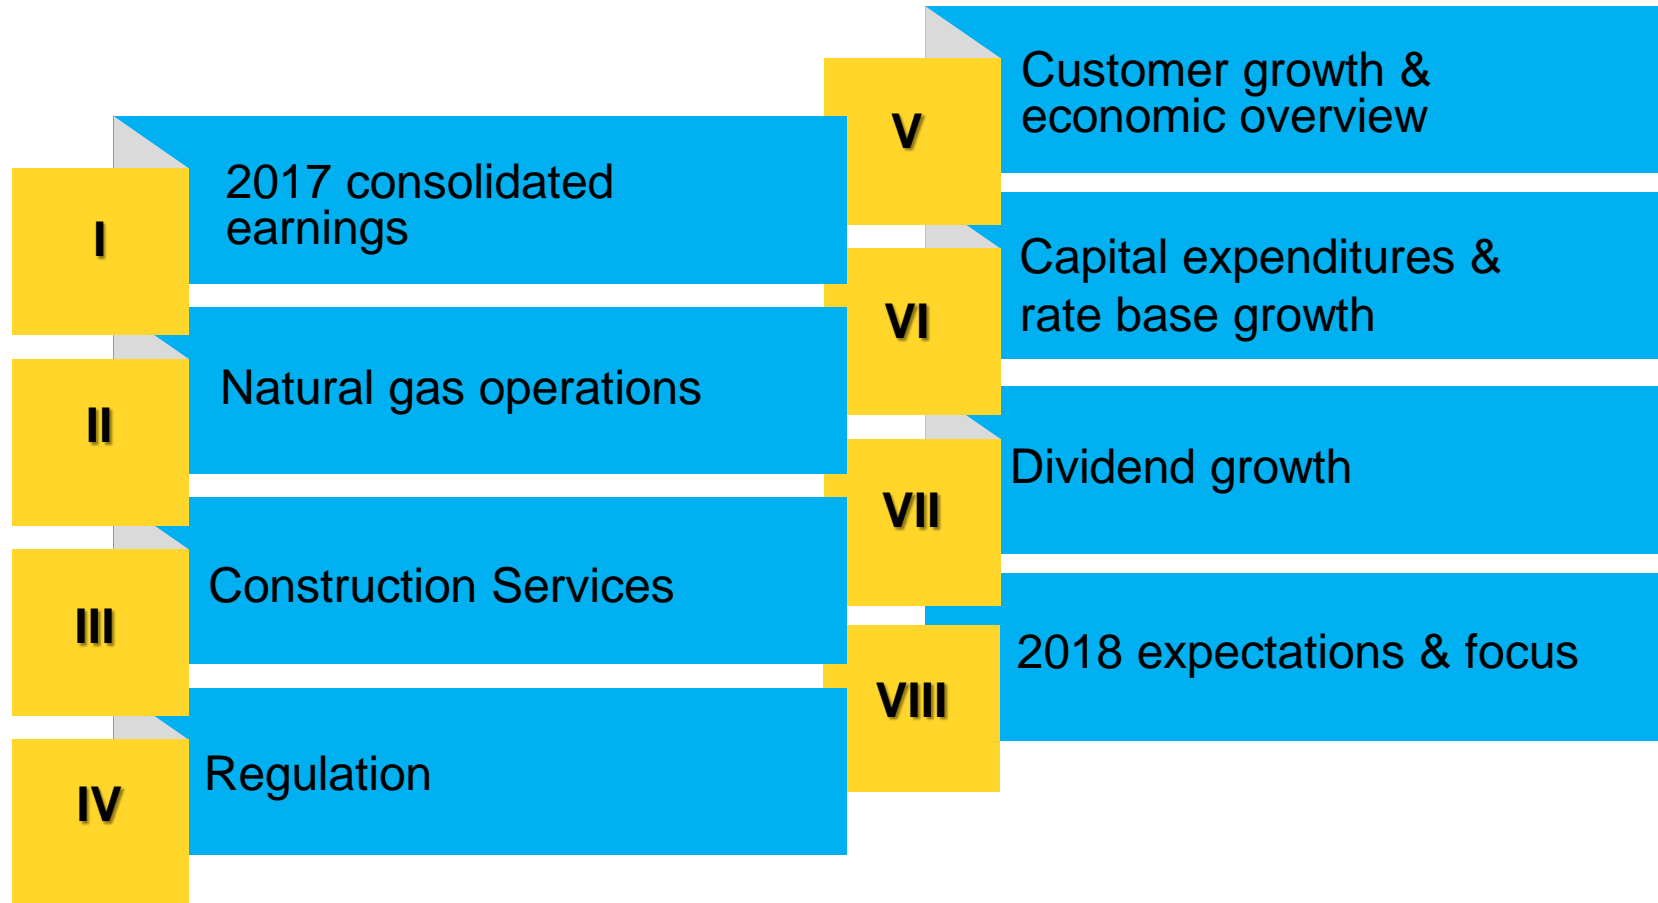 I
2017 consolidated
earnings
II
Natural gas operations
III
Construction Services
IV
Regulation
V
Customer growth &
economic overview
VI
Capital expenditures &
rate base growth
VII
Dividend growth
VIII
2018 expectations & focus